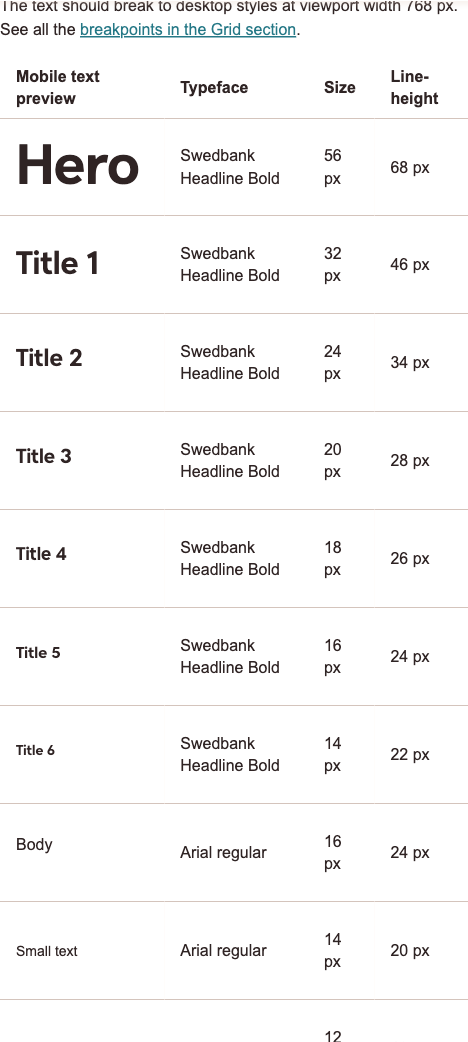 The text should break to desktop styles at viewport width 768 px.
See all the breakpoints in the Grid section.
Mobile text preview Typeface Size Line-height
Hero Swedbank Headline Bold 56 px 68 px
Title 1 Swedbank Headline Bold 32 px 46 px
Title 2 Swedbank Headline Bold 24 px 34 px
Title 3 Swedbank Headline Bold 20 px 28 px
Title 4 Swedbank Headline Bold 18 px 26 px
Title 5 Swedbank Headline Bold 16 px 24 px
Title 6 Swedbank Headline Bold 14 px 22 px
Body Arial regular 16 px 24 px
Small text Arial regular 14 px 20 px
12